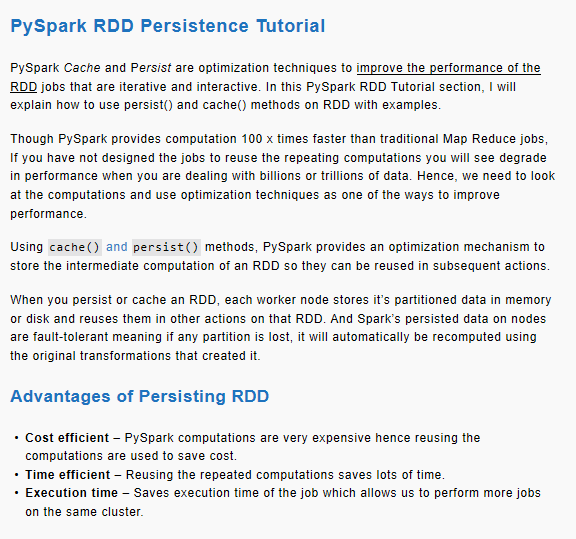 PySpark RDD Persistence Tutorial
PySpark Cache and Persist are optimization techniques to improve the performance of the
RDD jobs that are iterative and interactive. In this PySpark RDD Tutorial section, I will
explain how to use persist() and cache() methods on RDD with examples.
Though PySpark provides computation 100 x times faster than traditional Map Reduce jobs,
If you have not designed the jobs to reuse the repeating computations you will see degrade
in performance when you are dealing with billions or trillions of data. Hence, we need to look
at the computations and use optimization techniques as one of the ways to improve
performance.
Using cache() and persist() methods, PySpark provides an optimization mechanism to
store the intermediate computation of an RDD so they can be reused in subsequent actions.
When you persist or cache an RDD, each worker node stores it’s partitioned data in memory
or disk and reuses them in other actions on that RDD. And Spark’s persisted data on nodes
are fault-tolerant meaning if any partition is lost, it will automatically be recomputed using
the original transformations that created it.
Advantages of Persisting RDD
• Cost efficient – PySpark computations are very expensive hence reusing the
computations are used to save cost.
• Time efficient – Reusing the repeated computations saves lots of time.
• Execution time – Saves execution time of the job which allows us to perform more jobs
on the same cluster.